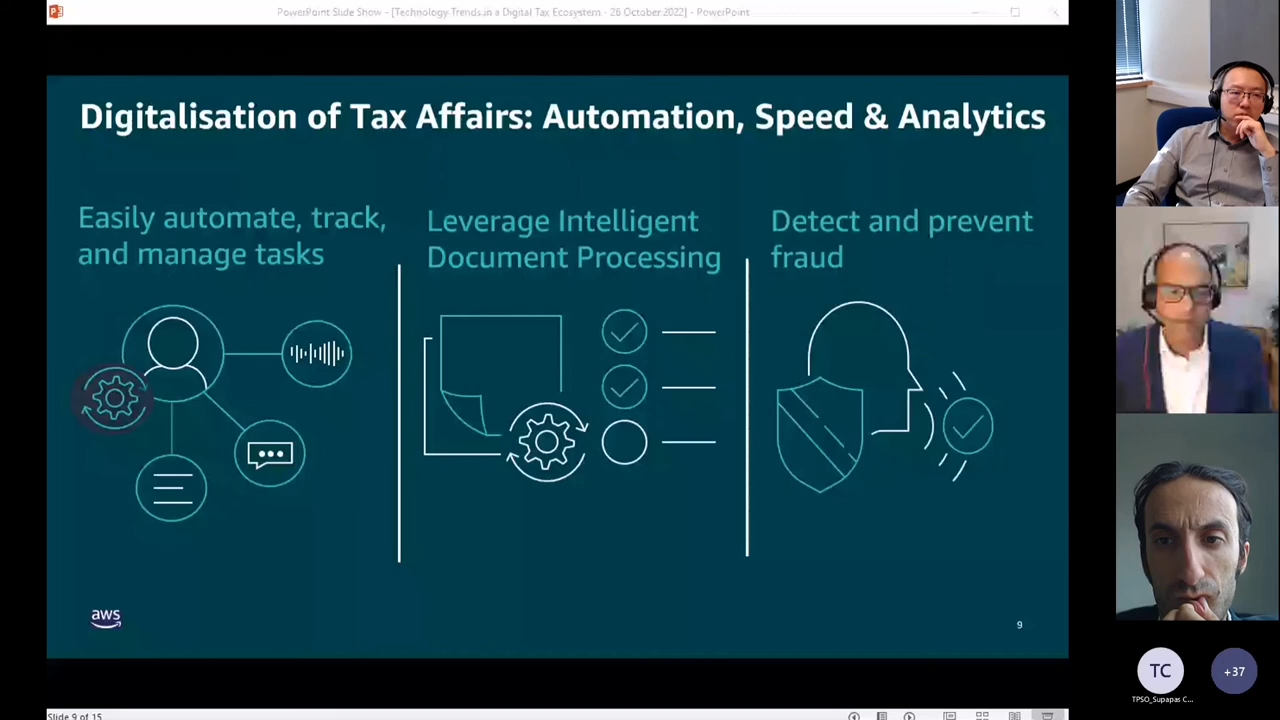 PowerPoint Slide Show - [Technology Trends in a Digital Tax Ecosystem - 26 October 2022] - PowerPoint
Digitalisation of Tax Affairs: Automation, Speed & Analytics
Easily automate, track,
and manage tasks
Leverage Intelligent
Document Processing
Detect and prevent
fraud
aws
9
TC
+37
TPSO_Supapas C...
Slide 9 of 15